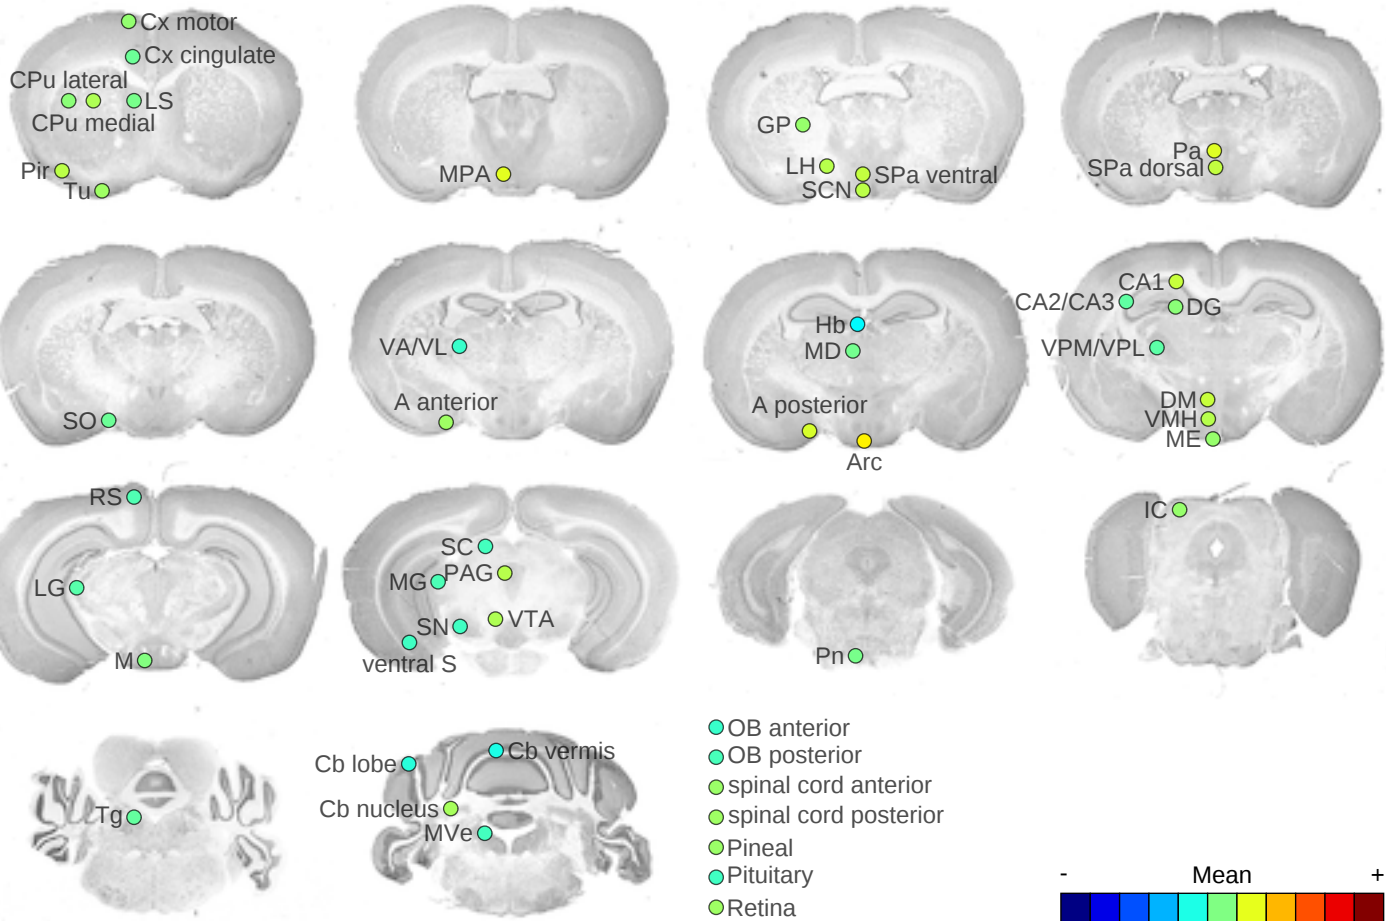 Cx motor
Cx cingulate
CPu lateral
LS
CPu medial
Pir
Tu
MPA
GP
LH
SPa ventral
SCN
Pa
SPa dorsal
SO
VA/VL
A anterior
Hb
MD
A posterior
Arc
CA1
CA2/CA3
DG
VPM/VPL
DM
VMH
ME
RS
LG
M
SC
MG
PAG
SN
VTA
ventral S
Pn
IC
Tg
Cb lobe
Cb vermis
Cb nucleus
MVe
OB anterior
OB posterior
spinal cord anterior
spinal cord posterior
Pineal
Pituitary
Retina
- Mean +